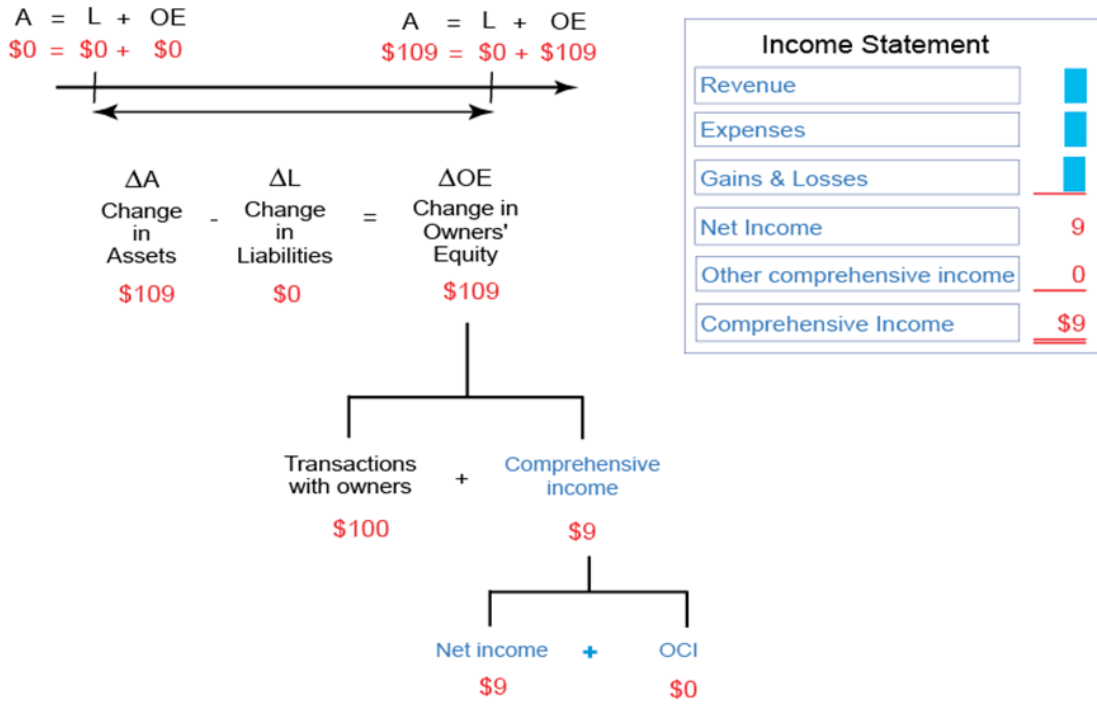 A = L + OE
$0 = $0 + $0
A = L + OE
$109 = $0 + $109
ΔA
Change
in
Assets
$109
-
ΔL
Change
in
Liabilities
$0
=
ΔOE
Change in
Owners'
Equity
$109
Transactions
with owners
$100
+
Comprehensive
income
$9
Net income
$9
+
OCI
$0
Income Statement
Revenue
Expenses
Gains & Losses
Net Income 9
Other comprehensive income 0
Comprehensive Income $9